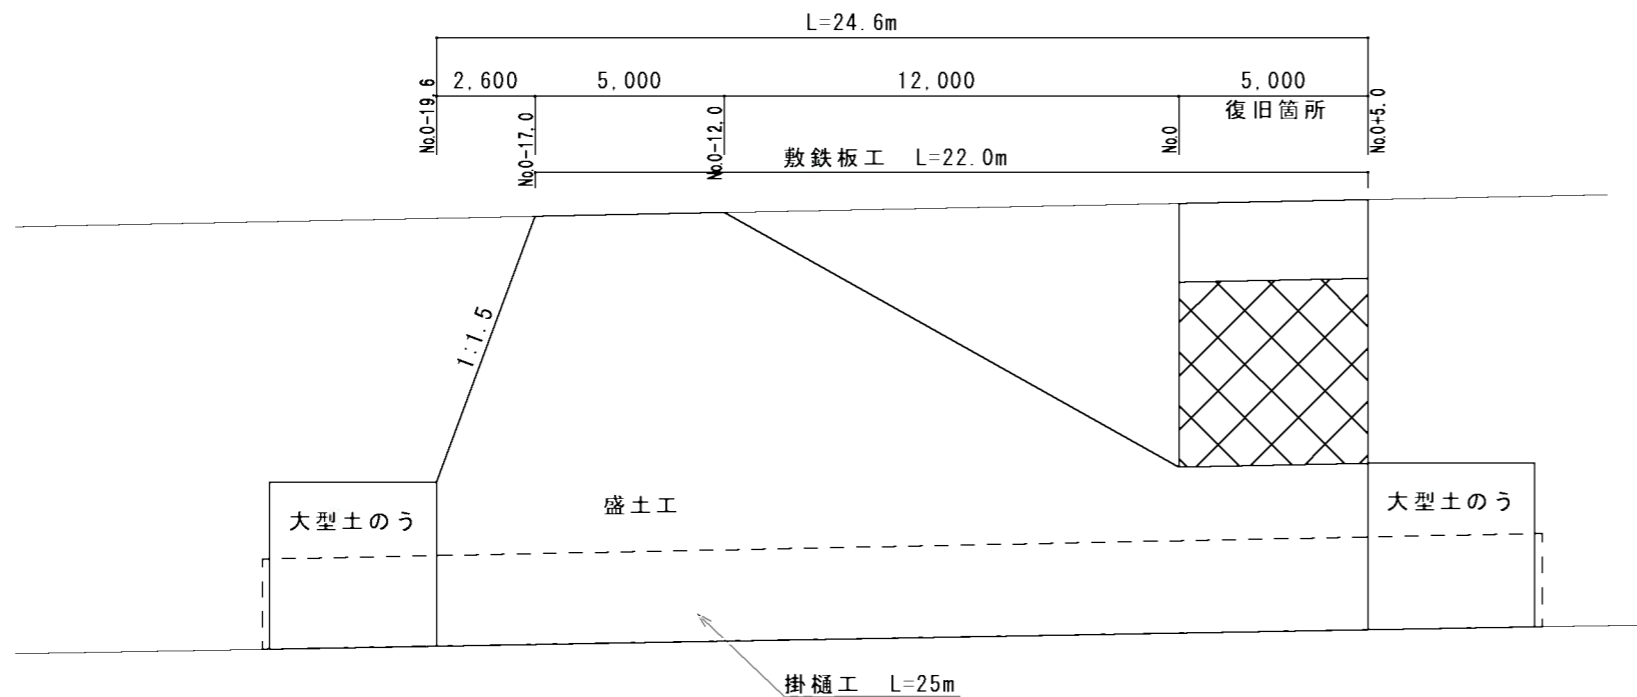 L=24.6m
2,600
5,000
12,000
5,000
復旧箇所
No.0-19.6
No.0-17.0
No.0-12.0
No.0
No.0+5.0
敷鉄板工 L=22.0m
1:1.5
大型土のう
盛土工
大型土のう
掛樋工 L=25m